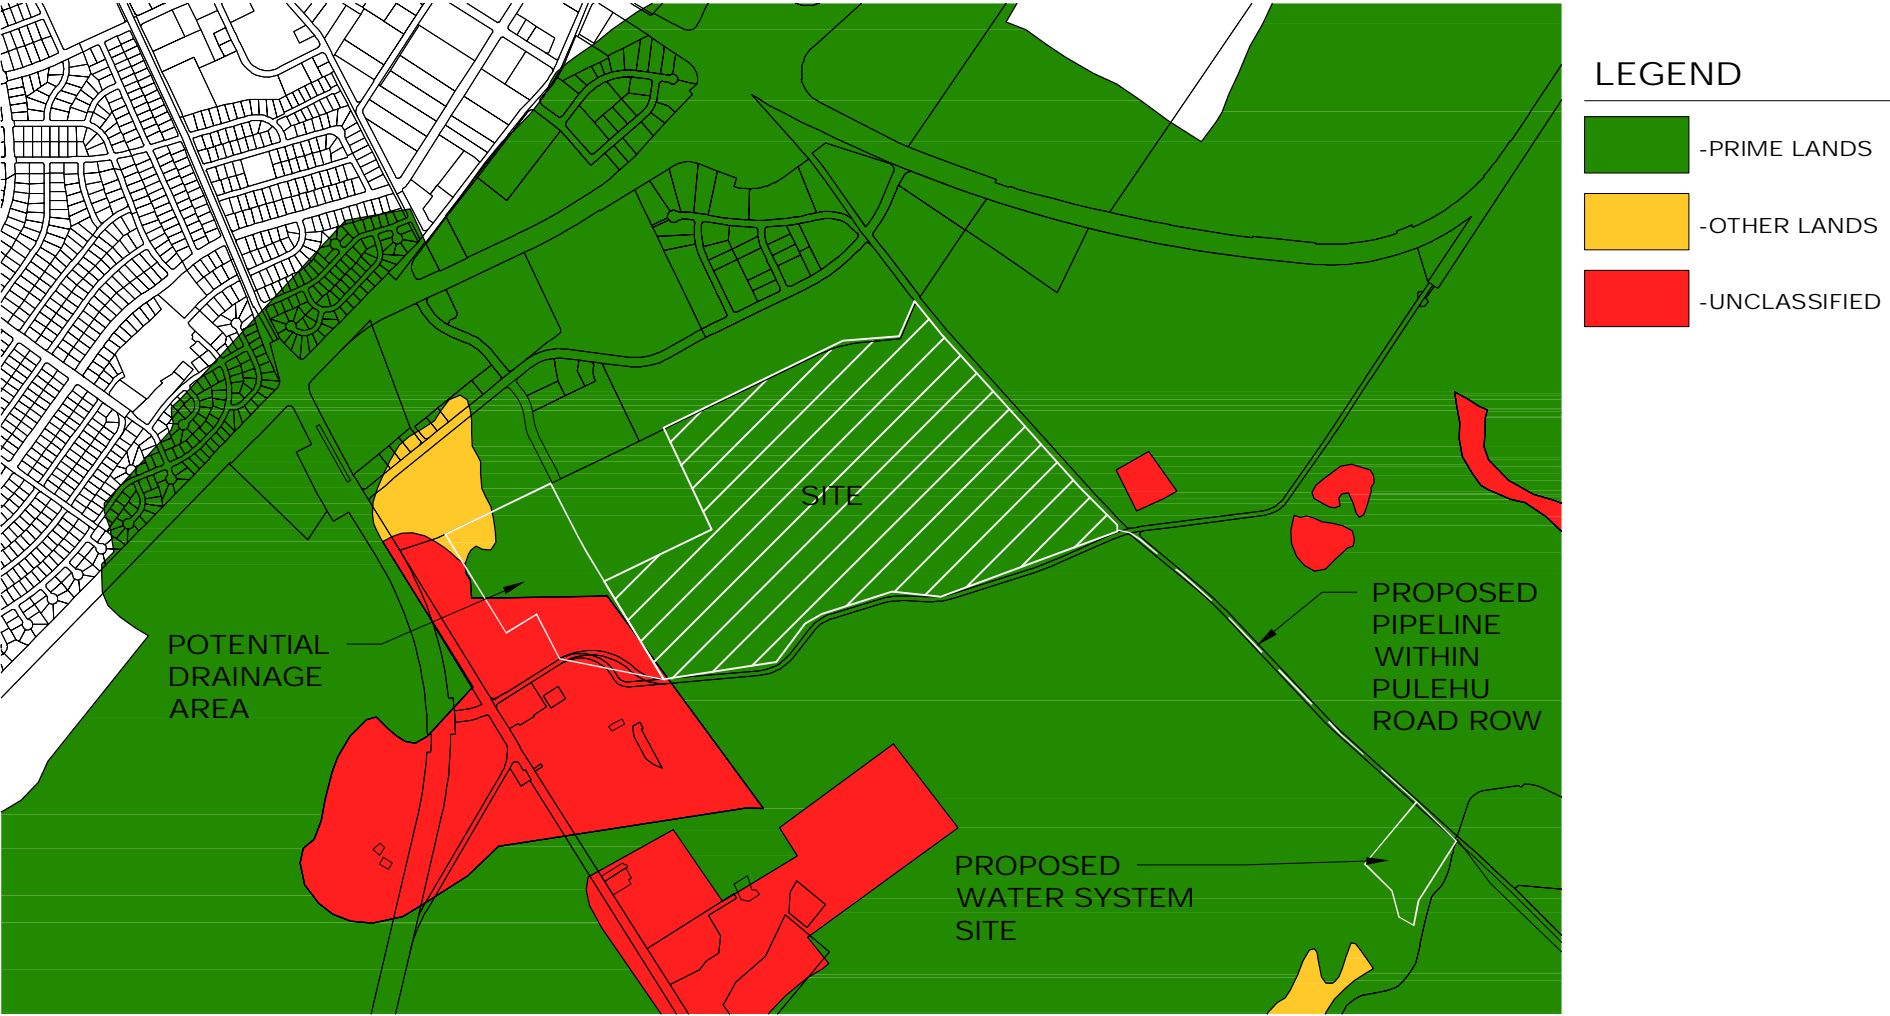 LEGEND
-PRIME LANDS
-OTHER LANDS
-UNCLASSIFIED
SITE
POTENTIAL
DRAINAGE
AREA
PROPOSED
PIPELINE
WITHIN
PULEHU
ROAD ROW
PROPOSED
WATER SYSTEM
SITE